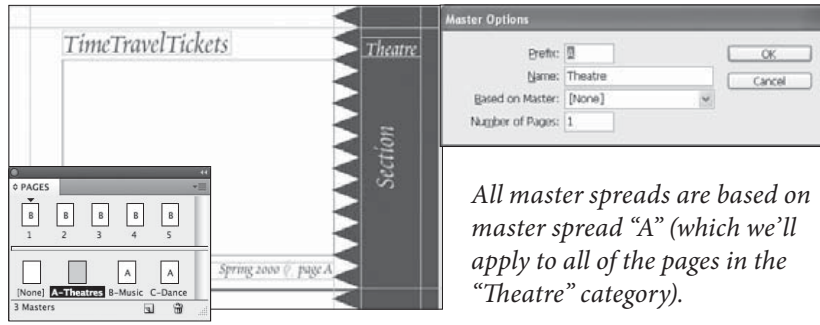 TimeTravelTickets
Theatre
Section
Spring 2000 page A
PAGES
B B B B B
1 2 3 4 5
A A
[None] A-Theatres B-Music C-Dance
3 Masters
Master Options
Prefix: A
Name: Theatre
Based on Master: [None]
Number of Pages: 1
OK
Cancel
All master spreads are based on
master spread “A” (which we’ll
apply to all of the pages in the
“Theatre” category).